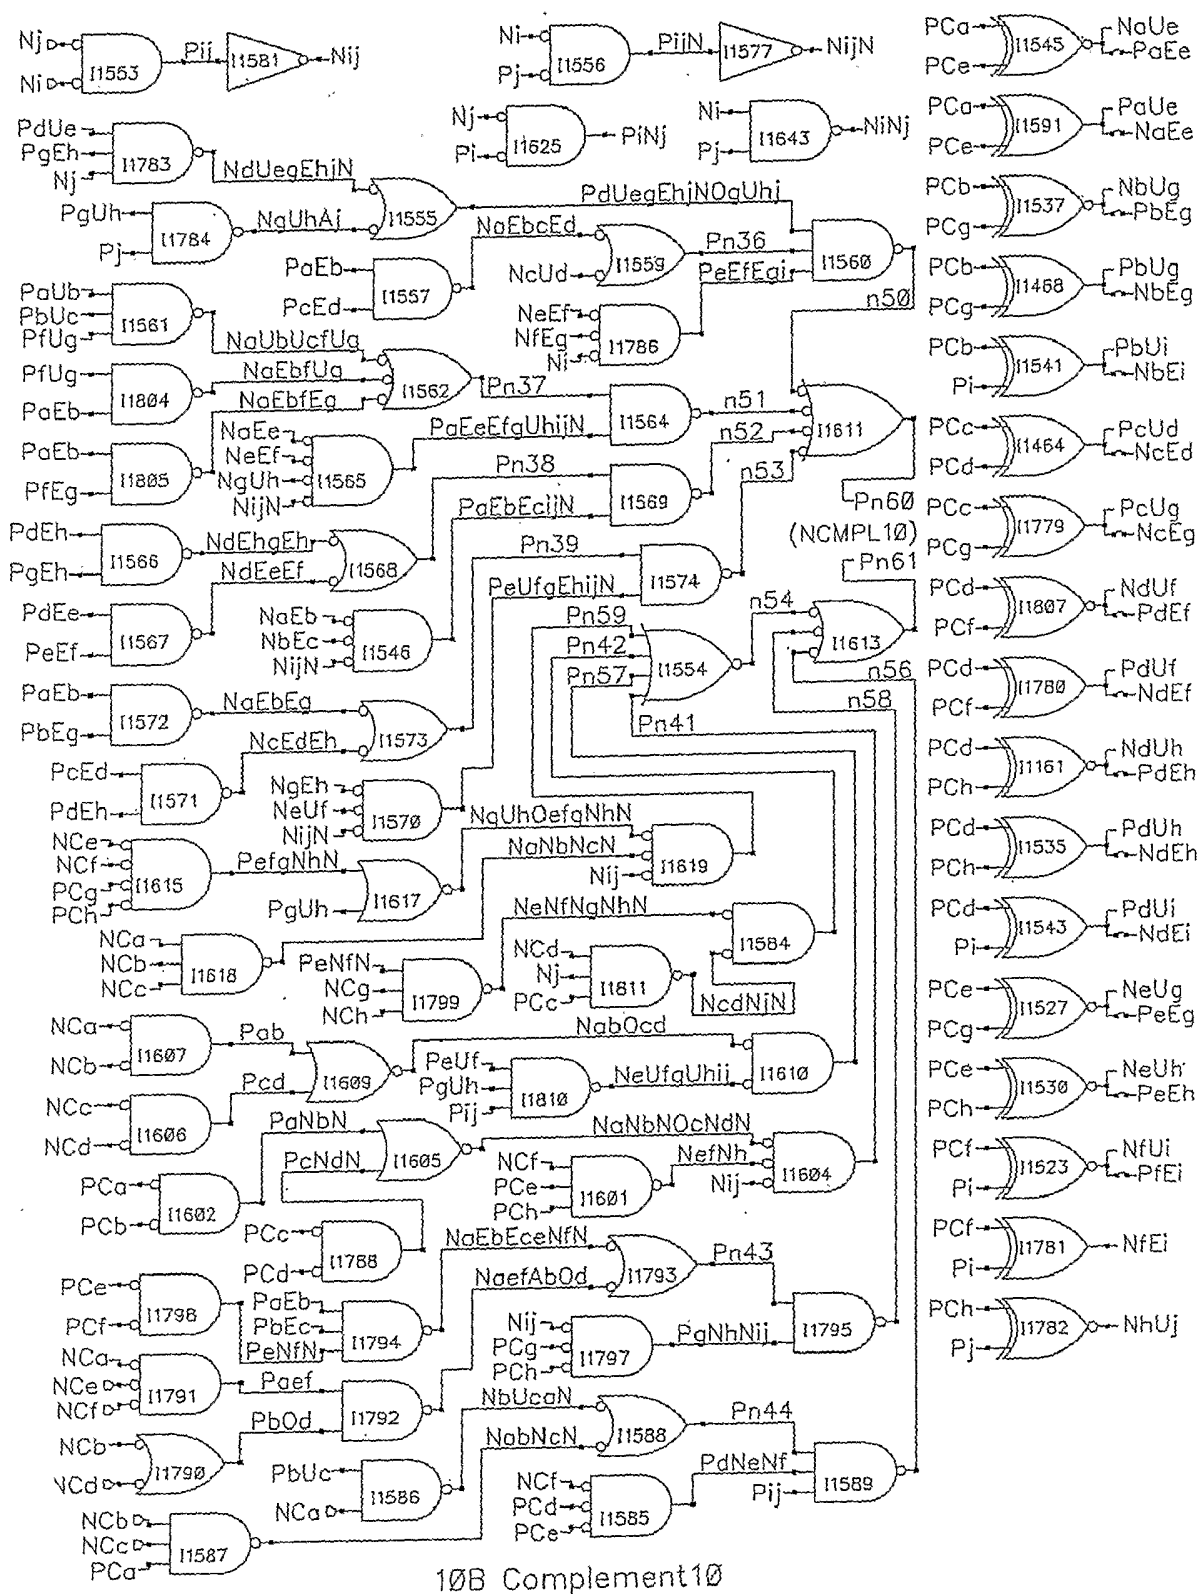 Nj
Ni
I1553
Pij
I1581
Nij
Ni
Pj
I1556
PijN
I1577
NijN
PCa
PCe
I1545
NaUe
PaEe
PdUe
PgEh
Nj
I1783
NdUegEhjN
Nj
Pi
I1625
PiNj
Ni
Pj
I1643
NiNj
PCa
PCe
I1591
PaUe
NaEe
PgUh
Pj
I1784
NgUhAj
I1555
PdUegEhjNOgUhj
PCb
PCg
I1537
NbUg
PbEg
PaEb
PcEd
I1557
NaEbcEd
NcUd
I1559
Pn36
PeEfEgi
I1560
n50
PCb
PCg
I1468
PbUg
NbEg
PaUb
PbUc
PfUg
I1561
NaUbUcfUg
NeEf
NfEg
Ni
I1786
PCb
Pi
I1541
PbUi
NbEi
PfUg
PaEb
I1804
NaEbfUg
NaEbfEg
I1562
Pn37
I1564
n51
n52
n53
I1611
PCc
PCd
I1464
PcUd
NcEd
PaEb
PfEg
I1805
NaEe
NeEf
NgUh
NijN
I1565
PaEeEfgUhijN
Pn38
PaEbEcijN
I1569
Pn60
(NCMPL10)
Pn61
PCc
PCg
I1779
PcUg
NcEg
PdEh
PgEh
I1566
NdEhgEh
NdEeEf
I1568
Pn39
PeUfgEhijN
I1574
PCd
PCf
I1807
NdUf
PdEf
PdEe
PeEf
I1567
NaEb
NbEc
NijN
I1546
Pn59
Pn42
Pn57
I1554
Pn41
n54
I1613
n56
n58
PCd
PCf
I1780
PdUf
NdEf
PaEb
PbEg
I1572
NaEbEg
NcEdEh
I1573
PCd
PCh
I1161
NdUh
PdEh
PcEd
PdEh
I1571
NgEh
NeUf
NijN
I1570
NgUhOefgNhN
NaNbNcN
Nij
I1619
PCd
PCh
I1535
PdUh
NdEh
NCe
NCf
PCg
PCh
I1615
PefgNhN
PgUh
I1617
NeNfNgNhN
I1584
PCd
Pi
I1543
PdUi
NdEi
NCa
NCb
NCc
I1618
PeNfN
NCg
NCh
I1799
NCd
Nj
PCc
I1811
NcdNjN
PCe
PCg
I1527
NeUg
PeEg
NCa
NCb
I1607
Pab
Pcd
I1609
NabOcd
PeUf
PgUh
Pij
I1810
NeUfgUhij
I1610
PCe
PCh
I1530
NeUh
PeEh
NCc
NCd
I1606
PaNbN
PcNdN
I1605
NaNbNOcNdN
NCf
PCe
PCh
I1601
NefNh
Nij
I1604
PCf
Pi
I1523
NfUi
PfEi
PCa
PCb
I1602
PCc
PCd
I1788
NaEbEceNfN
NaefAbOd
I1793
Pn43
PCf
Pi
I1781
NfEi
PCe
PCf
I1798
PaEb
PbEc
PeNfN
I1794
Nij
PCg
PCh
I1797
PgNhNij
I1795
PCh
Pj
I1782
NhUj
NCa
NCe
NCf
I1791
Paef
PbOd
I1792
NbUcaN
NabNcN
I1588
Pn44
NCb
NCd
I1790
PbUc
NCa
I1586
NCf
PCd
PCe
I1585
PdNeNf
Pij
I1589
NCb
NCc
PCa
I1587
10B Complement10